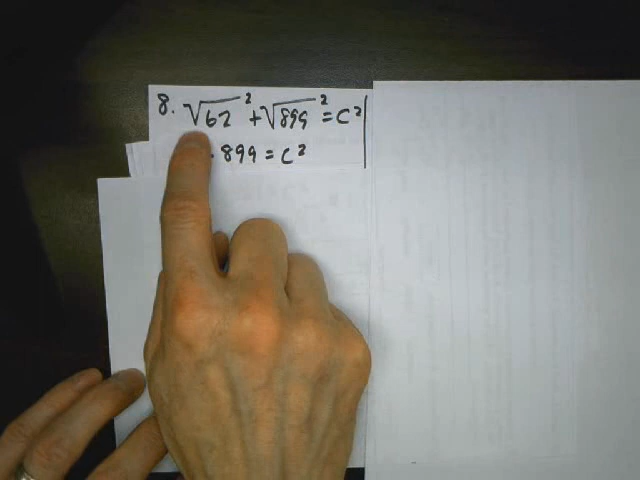 8. √62² + √899² = C²
899 = C²